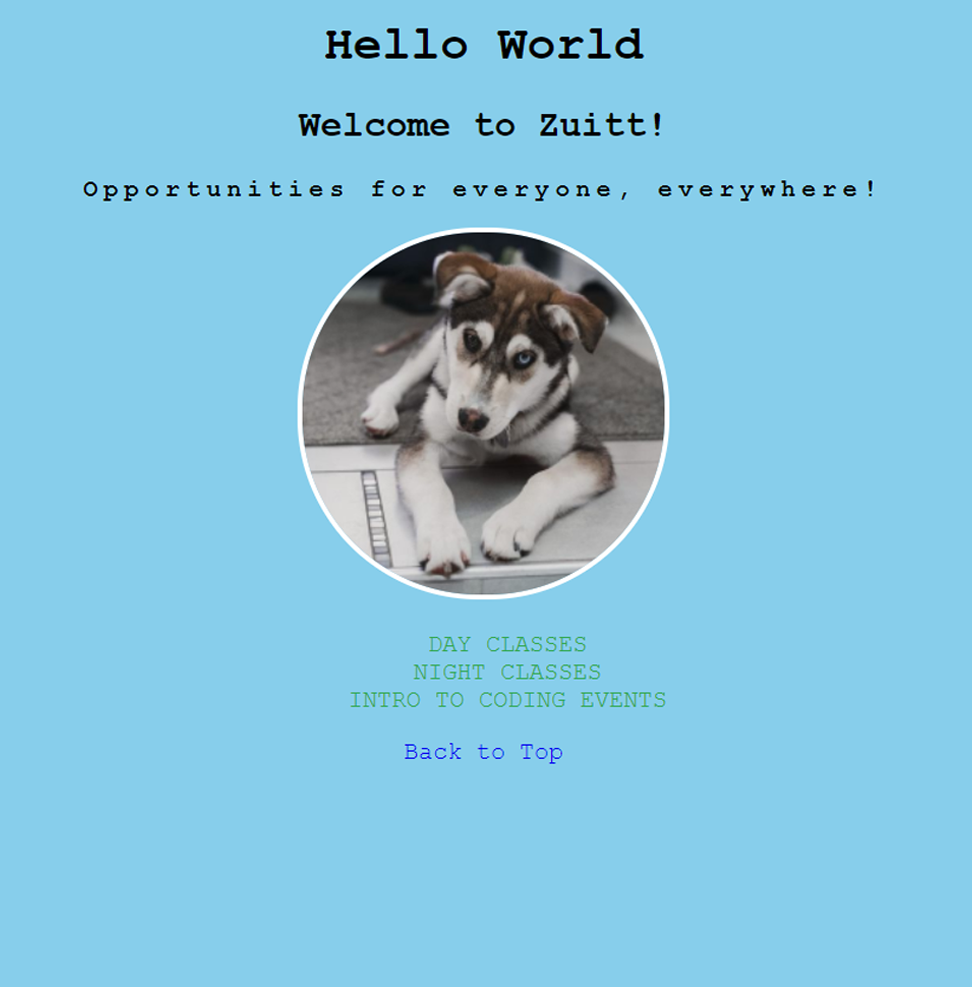 Hello World
Welcome to Zuitt!
Opportunities for everyone, everywhere!
DAY CLASSES
NIGHT CLASSES
INTRO TO CODING EVENTS
Back to Top